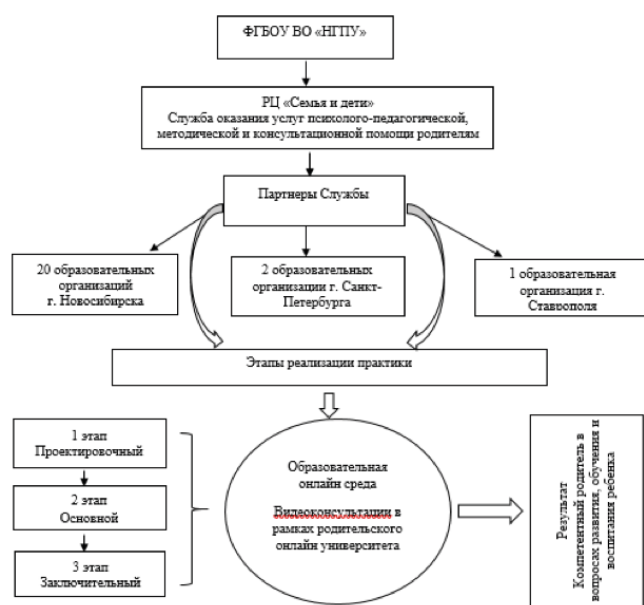 ФГБОУ ВО «НГПУ»
РЦ «Семья и дети»
Служба оказания услуг психолого-педагогической,
методической и консультационной помощи родителям
Партнеры Службы
20 образовательных
организаций
г. Новосибирска
2 образовательных
организации г. Санкт-
Петербурга
1 образовательная
организация г.
Ставрополя
Этапы реализации практики
1 этап
Проектировочный
2 этап
Основной
3 этап
Заключительный
Образовательная
онлайн среда
Видеоконсультации в
рамках родительского
онлайн университета
Результат
Компетентный родитель в
вопросах развития, обучения и
воспитания ребенка